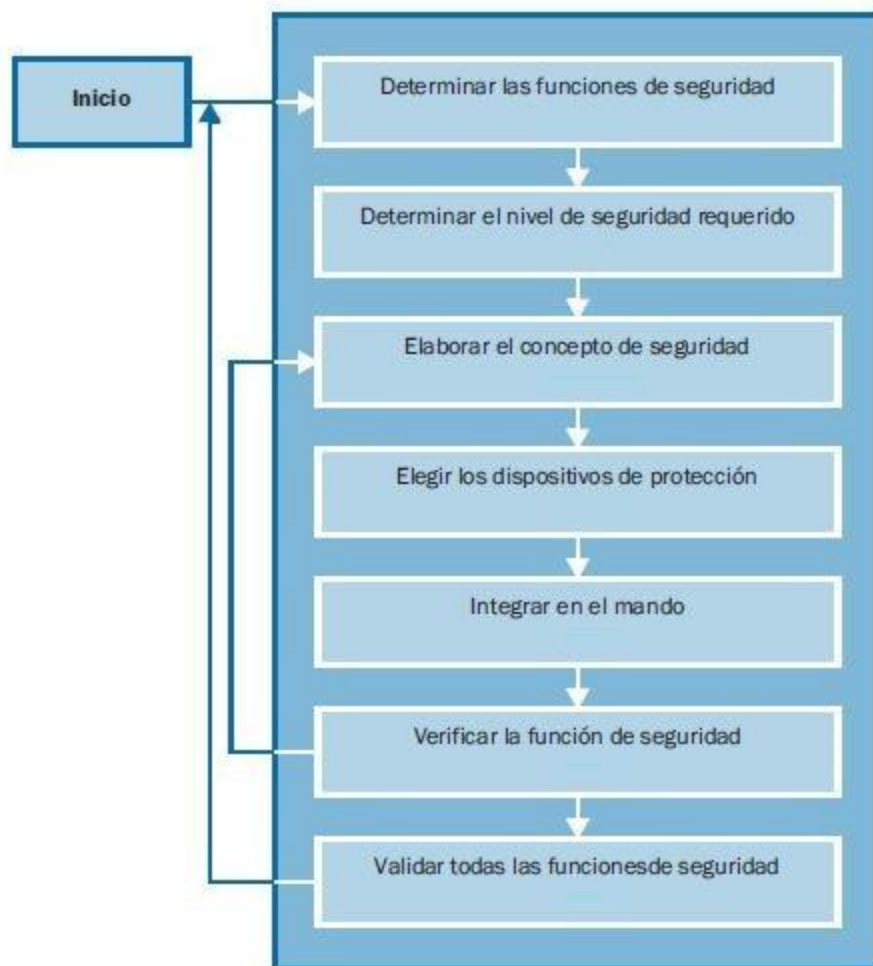 Inicio
Determinar las funciones de seguridad
Determinar el nivel de seguridad requerido
Elaborar el concepto de seguridad
Elegir los dispositivos de protección
Integrar en el mando
Verificar la función de seguridad
Validar todas las funcionesde seguridad